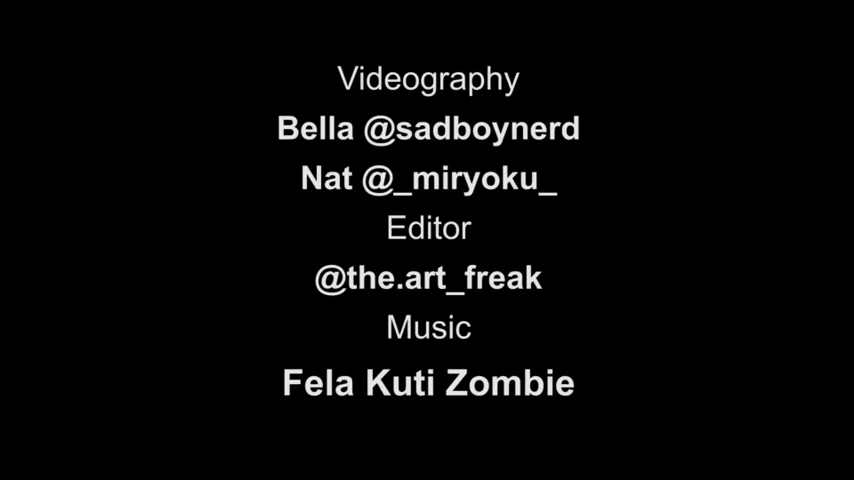 Videography
Bella @sadboynerd
Nat @_miryoku_
Editor
@the.art_freak
Music
Fela Kuti Zombie